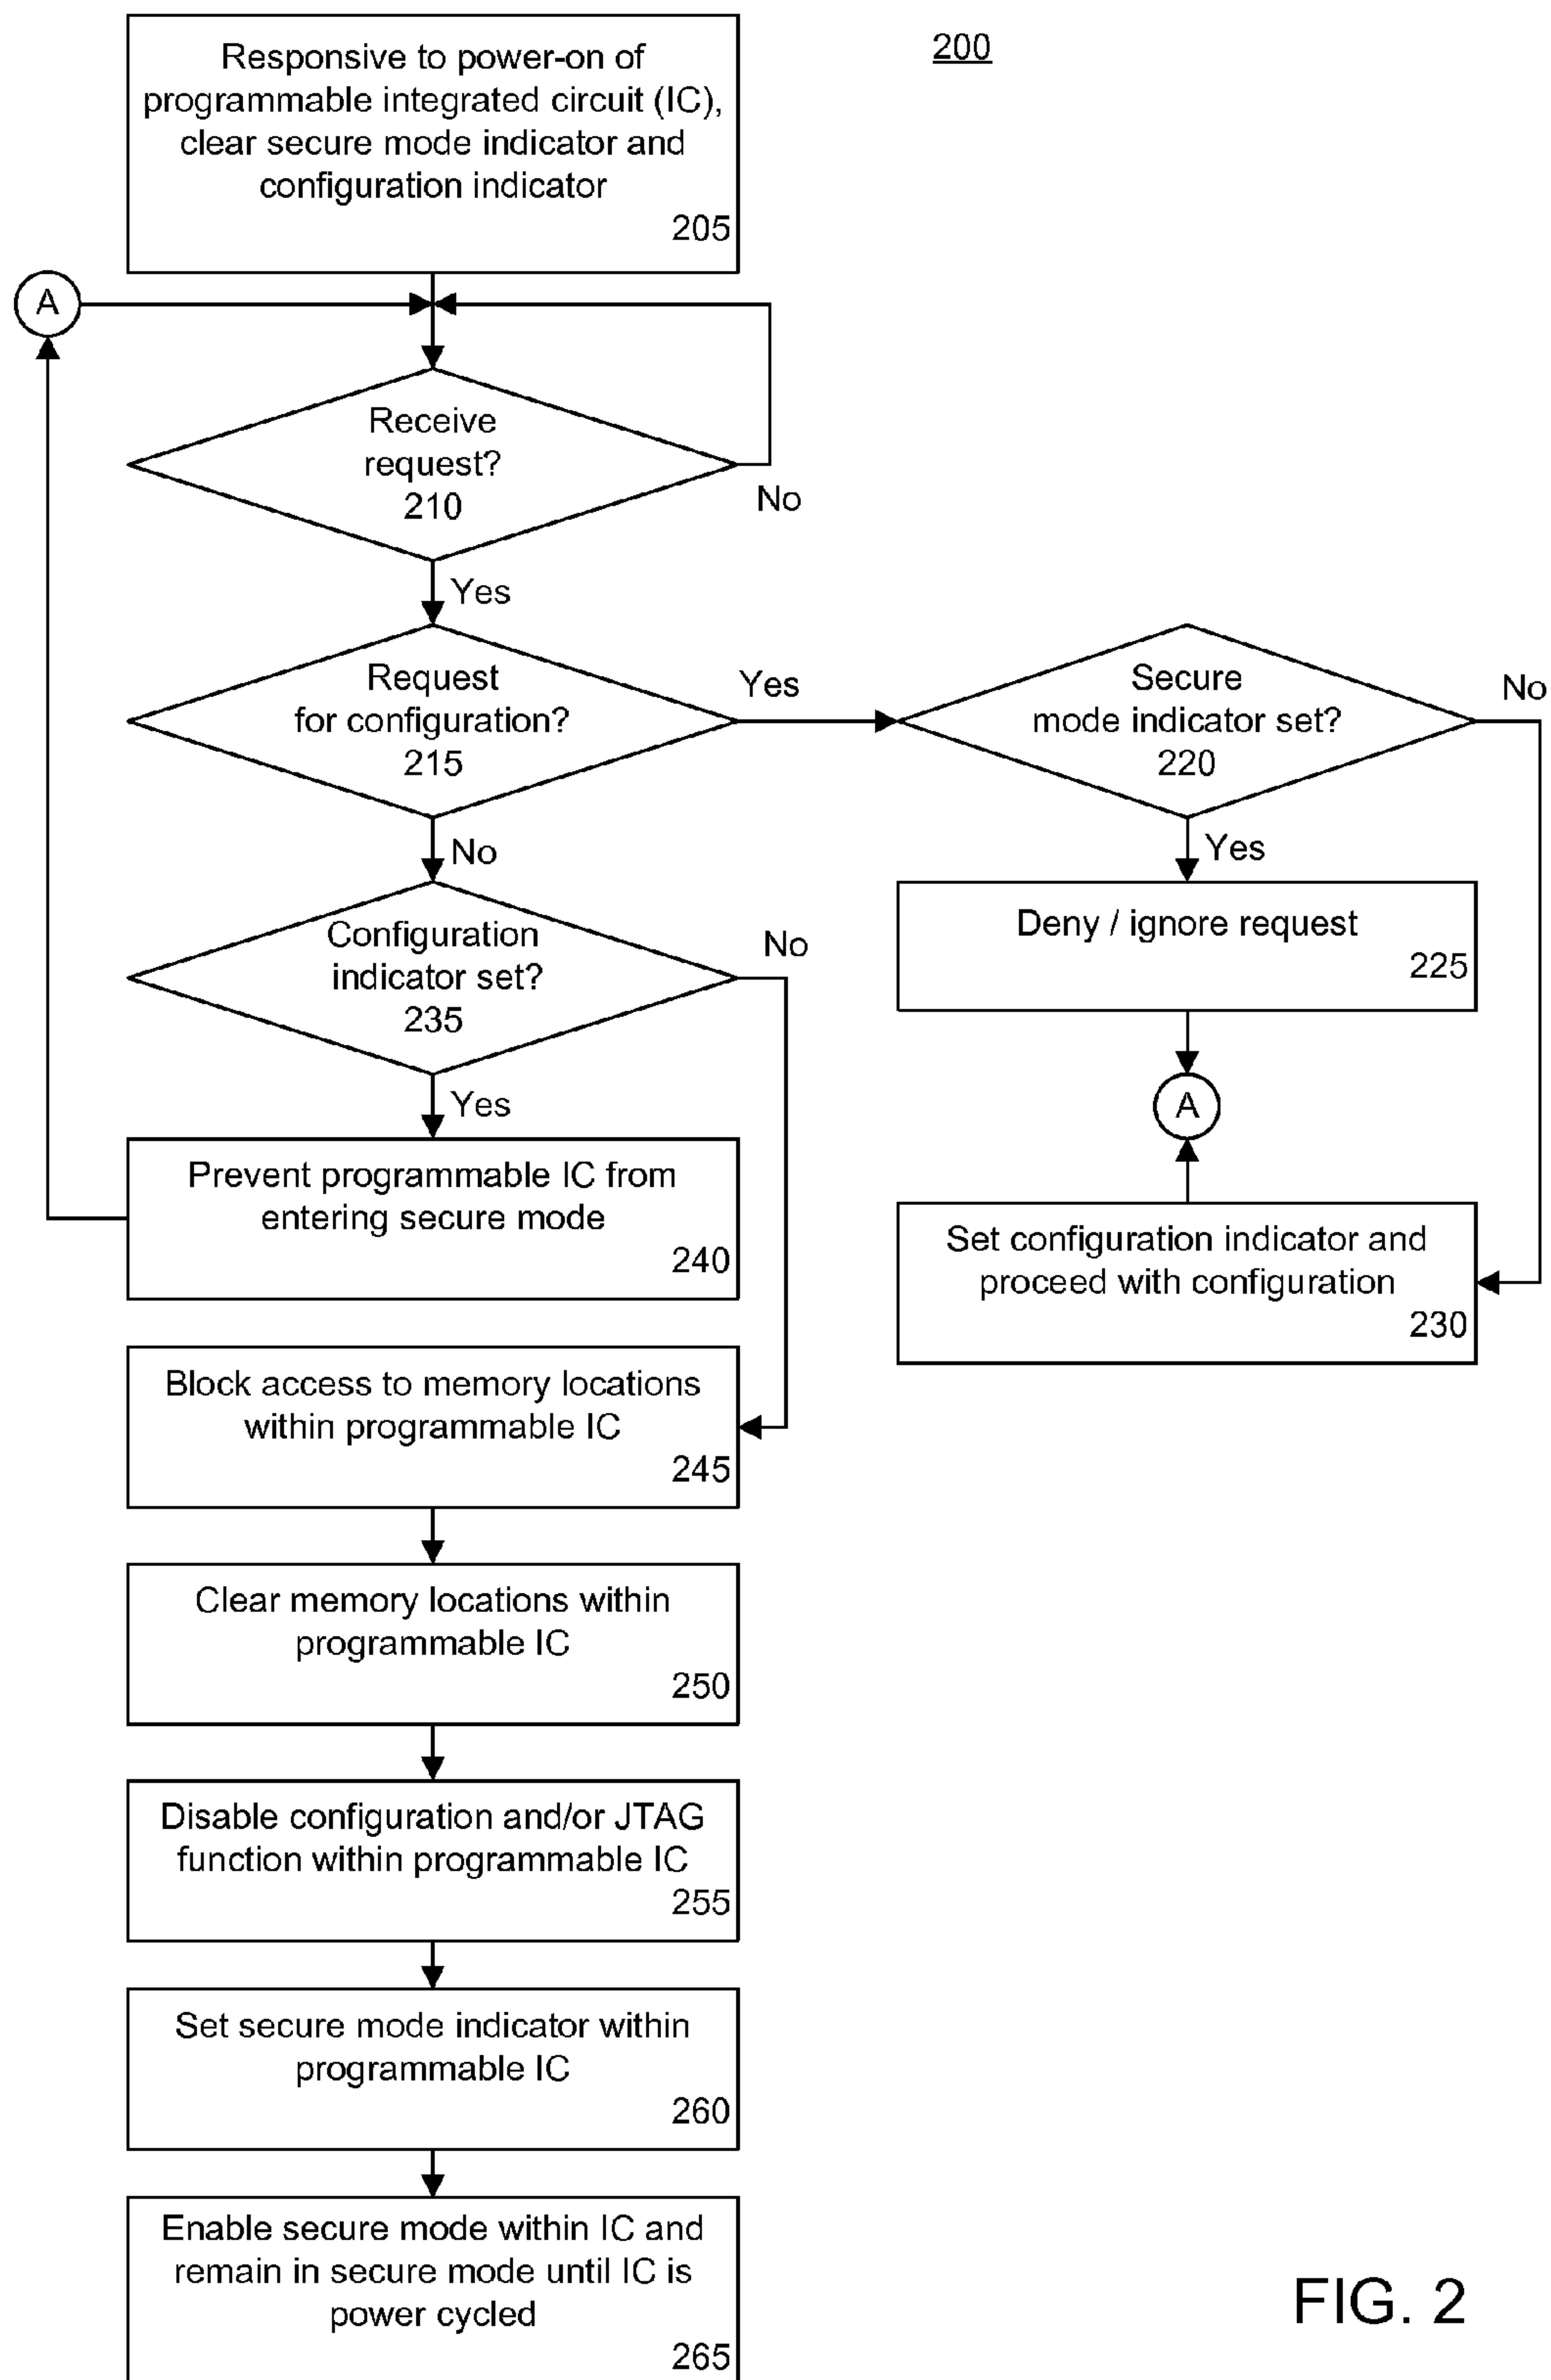 Responsive to power-on of
programmable integrated circuit (IC),
clear secure mode indicator and
configuration indicator
205
200
A
Receive
request?
210
No
Yes
Request
for configuration?
215
Yes
Secure
mode indicator set?
220
No
No
Yes
Configuration
indicator set?
235
No
Deny / ignore request
225
Yes
A
Prevent programmable IC from
entering secure mode
240
Set configuration indicator and
proceed with configuration
230
Block access to memory locations
within programmable IC
245
Clear memory locations within
programmable IC
250
Disable configuration and/or JTAG
function within programmable IC
255
Set secure mode indicator within
programmable IC
260
Enable secure mode within IC and
remain in secure mode until IC is
power cycled
265
FIG. 2